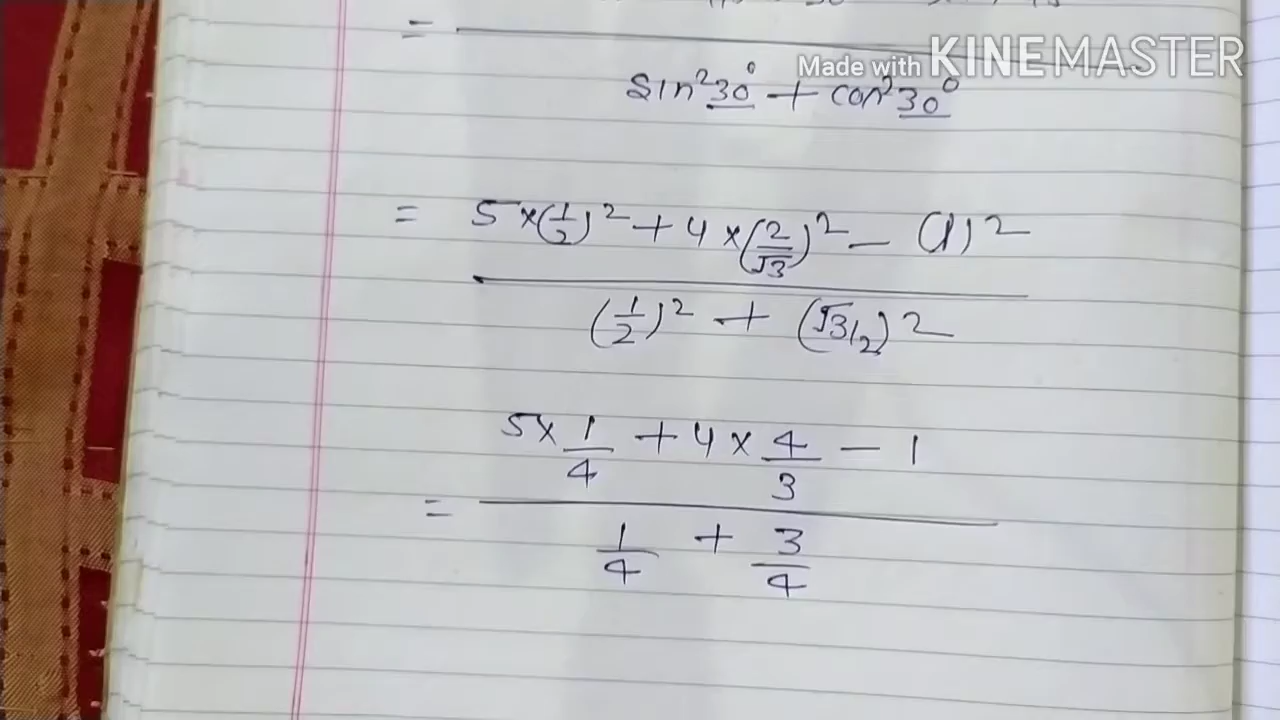 Made with KINEMASTER
=
sin²30° + con²30°
= 5×(1/2)² + 4×(2/√3)² - (1)²
(1/2)² + (√3/2)²
= 5×1/4 + 4×4/3 - 1
1/4 + 3/4